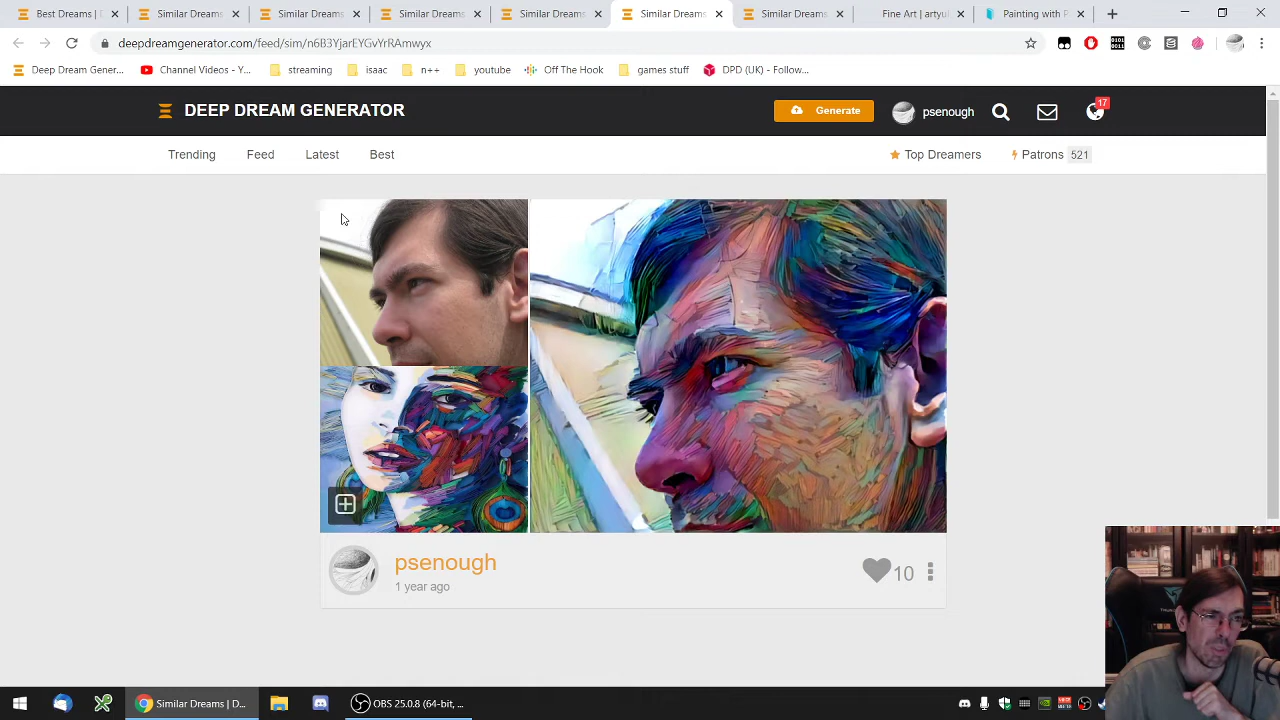 Best Dreams | D
Similar Dreams
Similar Dreams
Similar Dreams
Similar Dreams
Similar Dreams
Similar Dreams
Fine Art | artyul
Painting with P
deepdreamgenerator.com/feed/sim/n6B3YjarEYGvYrRAmwyx
Deep Dream Gener...
Channel Videos - Y...
streaming
isaac
n++
youtube
Off The Hook
games stuff
DPD (UK) - Follow...
DEEP DREAM GENERATOR
Generate
psenough
17
Trending
Feed
Latest
Best
Top Dreamers
Patrons 521
psenough
1 year ago
10
Similar Dreams | D...
OBS 25.0.8 (64-bit, ...